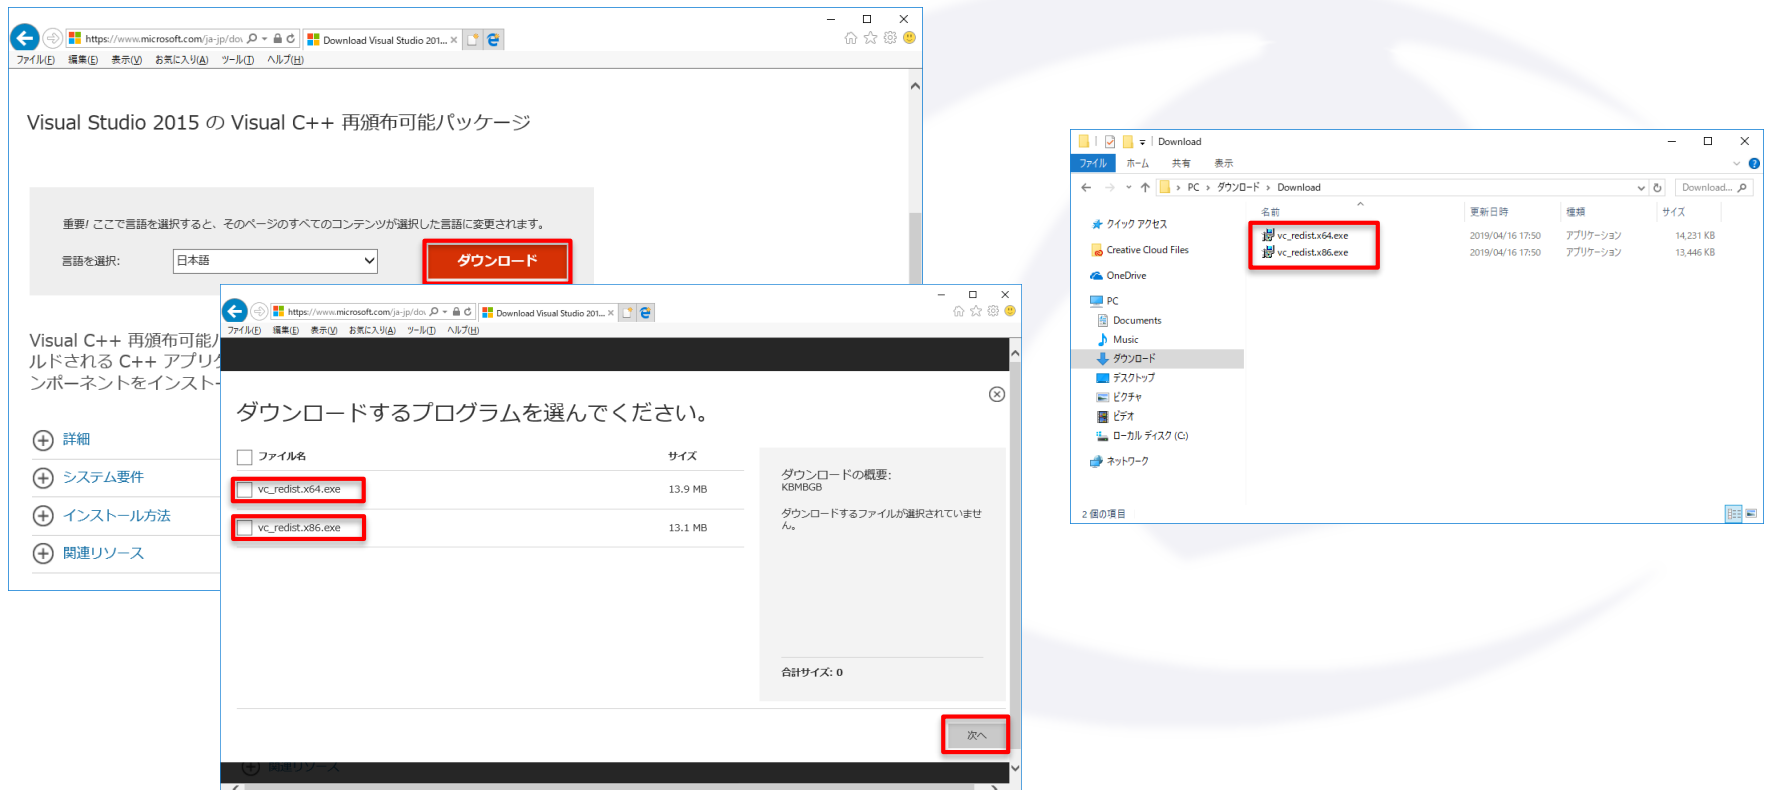 https://www.microsoft.com/ja-jp/dov
Download Visual Studio 201...
ファイル(F) 編集(E) 表示(V) お気に入り(A) ツール(T) ヘルプ(H)
Visual Studio 2015 の Visual C++ 再頒布可能パッケージ
重要! ここで言語を選択すると、そのページのすべてのコンテンツが選択した言語に変更されます。
言語を選択:
日本語
ダウンロード
Visual C++ 再頒布可能
ルドされる C++ アプリ
ンポーネントをインスト
詳細
システム要件
インストール方法
関連リソース
https://www.microsoft.com/ja-jp/dov
Download Visual Studio 201...
ファイル(F) 編集(E) 表示(V) お気に入り(A) ツール(T) ヘルプ(H)
ダウンロードするプログラムを選んでください。
ファイル名 サイズ
vc_redist.x64.exe 13.9 MB
vc_redist.x86.exe 13.1 MB
ダウンロードの概要:
KBMBGB
ダウンロードするファイルが選択されていませ
ん。
合計サイズ: 0
次へ
関連リソース
Download
ファイル ホーム 共有 表示
PC › ダウンロード › Download
Download...
名前 更新日時 種類 サイズ
vc_redist.x64.exe 2019/04/16 17:50 アプリケーション 14,231 KB
vc_redist.x86.exe 2019/04/16 17:50 アプリケーション 13,446 KB
クイック アクセス
Creative Cloud Files
OneDrive
PC
Documents
Music
ダウンロード
デスクトップ
ピクチャ
ビデオ
ローカル ディスク (C:)
ネットワーク
2 個の項目